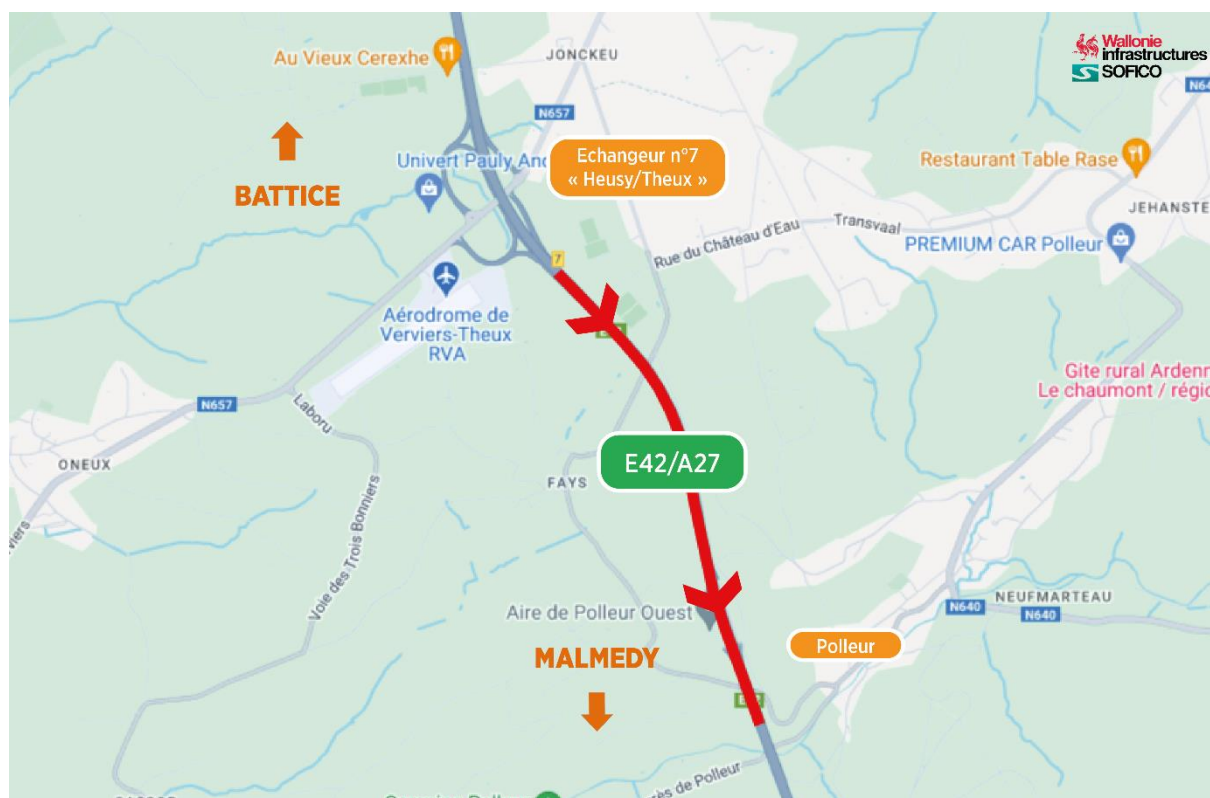 Au Vieux Cerexhe
JONCKEU
Wallonie
infrastructures
SOFICO
N657
BATTICE
Univert Pauly
Echangeur n°7
« Heusy/Theux »
Restaurant Table Rase
JEHANSTE
Transvaal
Rue du Château d'Eau
PREMIUM CAR Polleur
7
Aérodrome de
Verviers-Theux
RVA
Gite rural Ardenn
Le chaumont / régio
N657
Laboru
ONEUX
E42/A27
FAYS
Voie des Trois Bonniers
NEUFMARTEAU
N640
N640
Aire de Polleur Ouest
Polleur
MALMEDY
de Polleur